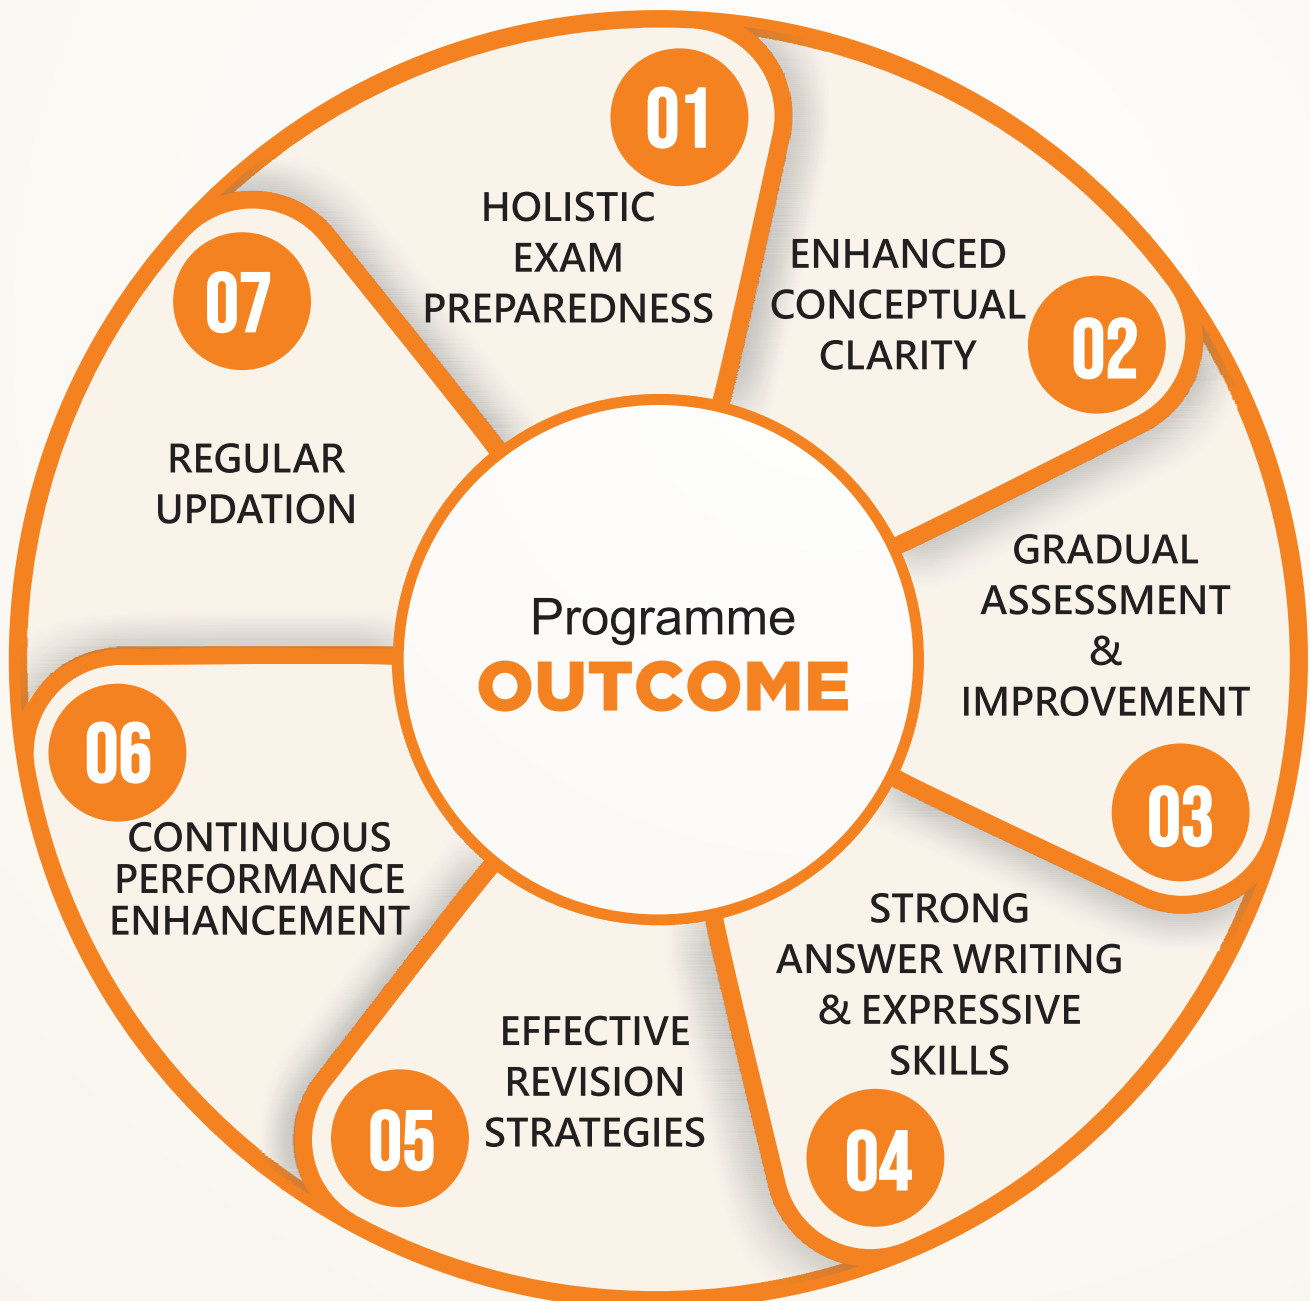 Programme
OUTCOME
01
HOLISTIC
EXAM
PREPAREDNESS
02
ENHANCED
CONCEPTUAL
CLARITY
03
GRADUAL
ASSESSMENT
&
IMPROVEMENT
04
STRONG
ANSWER WRITING
& EXPRESSIVE
SKILLS
05
EFFECTIVE
REVISION
STRATEGIES
06
CONTINUOUS
PERFORMANCE
ENHANCEMENT
07
REGULAR
UPDATION